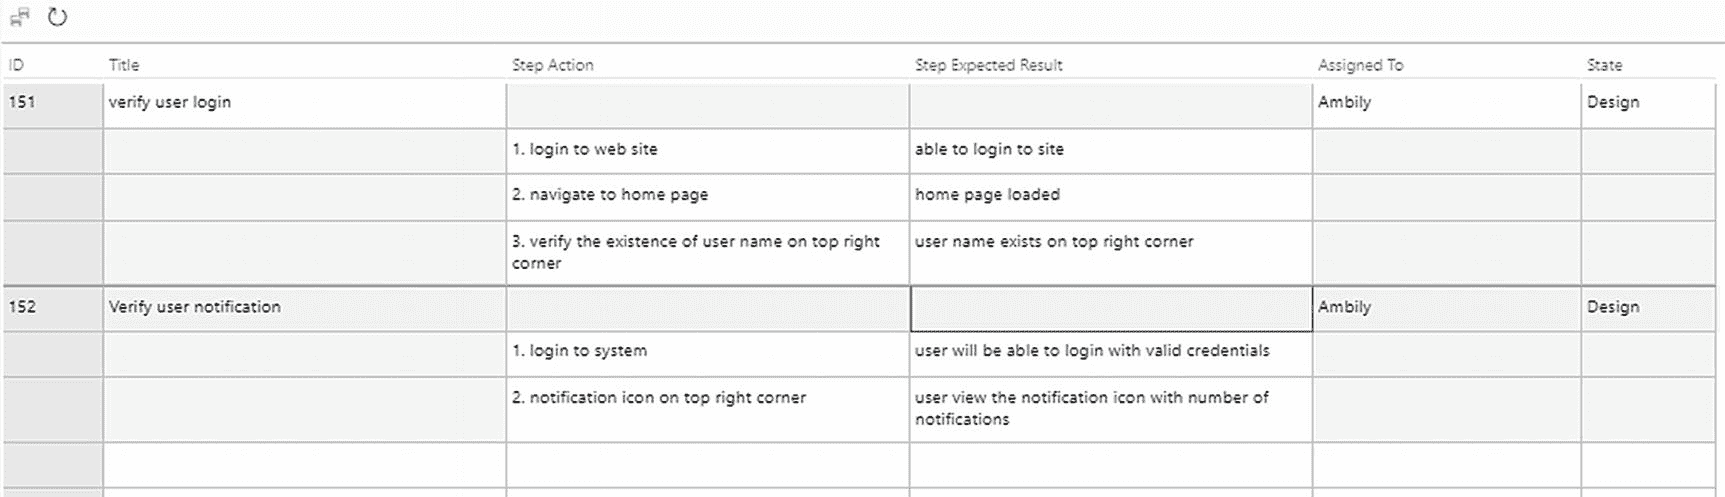 ID Title Step Action Step Expected Result Assigned To State
151 verify user login Ambily Design
1. login to web site able to login to site
2. navigate to home page home page loaded
3. verify the existence of user name on top right user name exists on top right corner
corner
152 Verify user notification Ambily Design
1. login to system user will be able to login with valid credentials
2. notification icon on top right corner user view the notification icon with number of
notifications